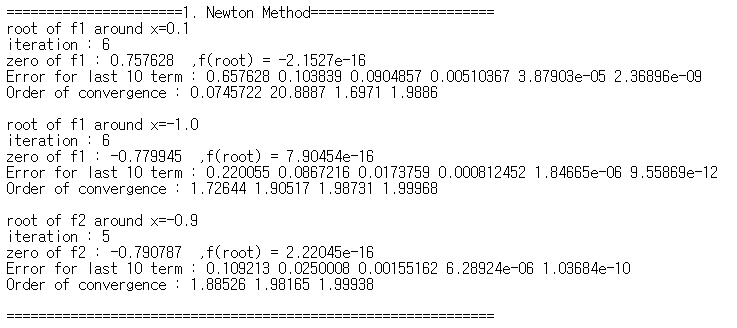 ======================1. Newton Method=======================
root of f1 around x=0.1
iteration : 6
zero of f1 : 0.757628  ,f(root) = -2.1527e-16
Error for last 10 term : 0.657628 0.103839 0.0904857 0.00510367 3.87903e-05 2.36896e-09
Order of convergence : 0.0745722 20.8887 1.6971 1.9886
root of f1 around x=-1.0
iteration : 6
zero of f1 : -0.779945  ,f(root) = 7.90454e-16
Error for last 10 term : 0.220055 0.0867216 0.0173759 0.000812452 1.84665e-06 9.55869e-12
Order of convergence : 1.72644 1.90517 1.98731 1.99968
root of f2 around x=-0.9
iteration : 5
zero of f2 : -0.790787  ,f(root) = 2.22045e-16
Error for last 10 term : 0.109213 0.0250008 0.00155162 6.28924e-06 1.03684e-10
Order of convergence : 1.88526 1.98165 1.99938
=============================================================